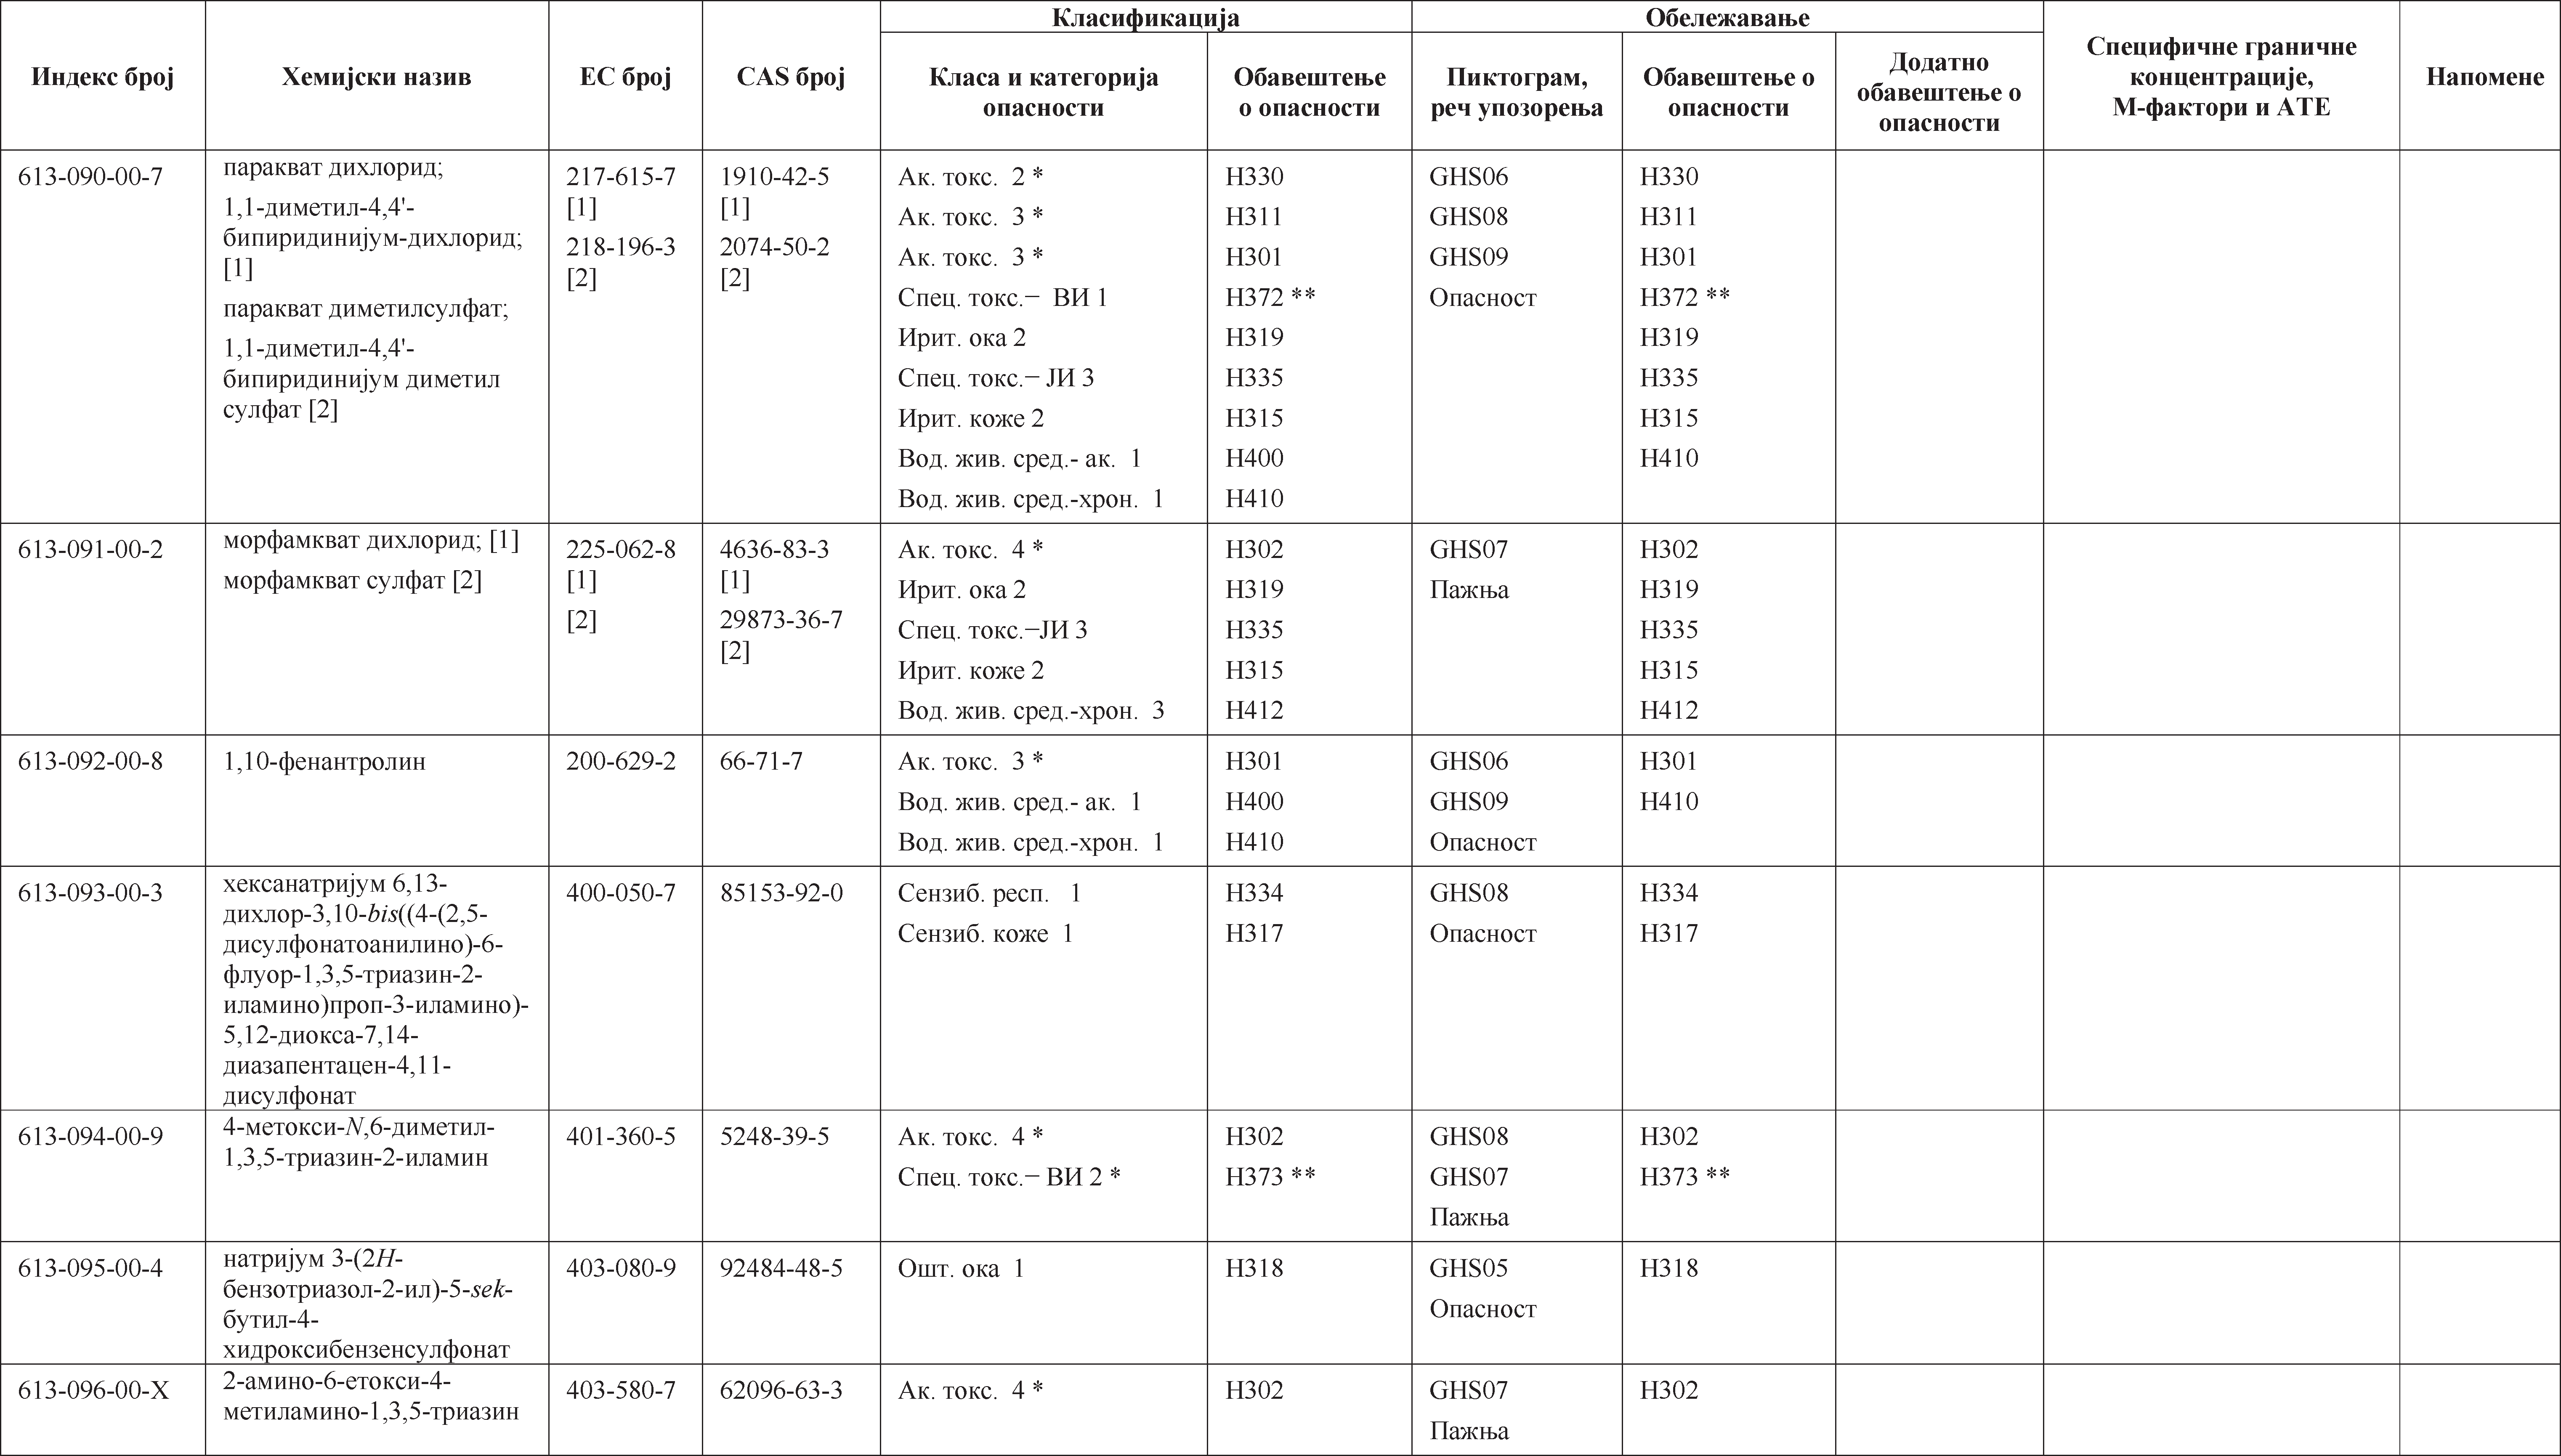 Индекс број
Хемијски назив
ЕС број
CAS број
Класификација
Обележавање
Специфичне граничне
концентрације,
М-фактори и АТЕ
Напомене
Класа и категорија
опасности
Обавештење
о опасности
Пиктограм,
реч упозорења
Обавештење о
опасности
Додатно
обавештење о
опасности
613-090-00-7
паракват дихлорид;
1,1-диметил-4,4'-
бипиридинијум-дихлорид;
[1]
паракват диметилсулфат;
1,1-диметил-4,4'-
бипиридинијум диметил
сулфат [2]
217-615-7
[1]
218-196-3
[2]
1910-42-5
[1]
2074-50-2
[2]
Ак. токс.  2 *
Ак. токс.  3 *
Ак. токс.  3 *
Спец. токс.−  ВИ 1
Ирит. ока 2
Спец. токс.− ЈИ 3
Ирит. коже 2
Вод. жив. сред.- ак.  1
Вод. жив. сред.-хрон.  1
H330
H311
H301
H372 **
H319
H335
H315
H400
H410
GHS06
GHS08
GHS09
Опасност
H330
H311
H301
H372 **
H319
H335
H315
H410
613-091-00-2
морфамкват дихлорид; [1]
морфамкват сулфат [2]
225-062-8
[1]
[2]
4636-83-3
[1]
29873-36-7
[2]
Ак. токс.  4 *
Ирит. ока 2
Спец. токс.−ЈИ 3
Ирит. коже 2
Вод. жив. сред.-хрон.  3
H302
H319
H335
H315
H412
GHS07
Пажња
H302
H319
H335
H315
H412
613-092-00-8
1,10-фенантролин
200-629-2
66-71-7
Ак. токс.  3 *
Вод. жив. сред.- ак.  1
Вод. жив. сред.-хрон.  1
H301
H400
H410
GHS06
GHS09
Опасност
H301
H410
613-093-00-3
хексанатријум 6,13-
дихлор-3,10-bis((4-(2,5-
дисулфонатоанилино)-6-
флуор-1,3,5-триазин-2-
иламино)проп-3-иламино)-
5,12-диокса-7,14-
диазапентацен-4,11-
дисулфонат
400-050-7
85153-92-0
Сензиб. респ.   1
Сензиб. коже  1
H334
H317
GHS08
Опасност
H334
H317
613-094-00-9
4-метокси-N,6-диметил-
1,3,5-триазин-2-иламин
401-360-5
5248-39-5
Ак. токс.  4 *
Спец. токс.− ВИ 2 *
H302
H373 **
GHS08
GHS07
Пажња
H302
H373 **
613-095-00-4
натријум 3-(2H-
бензотриазол-2-ил)-5-sek-
бутил-4-
хидроксибензенсулфонат
403-080-9
92484-48-5
Ошт. ока  1
H318
GHS05
Опасност
H318
613-096-00-X
2-амино-6-етокси-4-
метиламино-1,3,5-триазин
403-580-7
62096-63-3
Ак. токс.  4 *
H302
GHS07
Пажња
H302